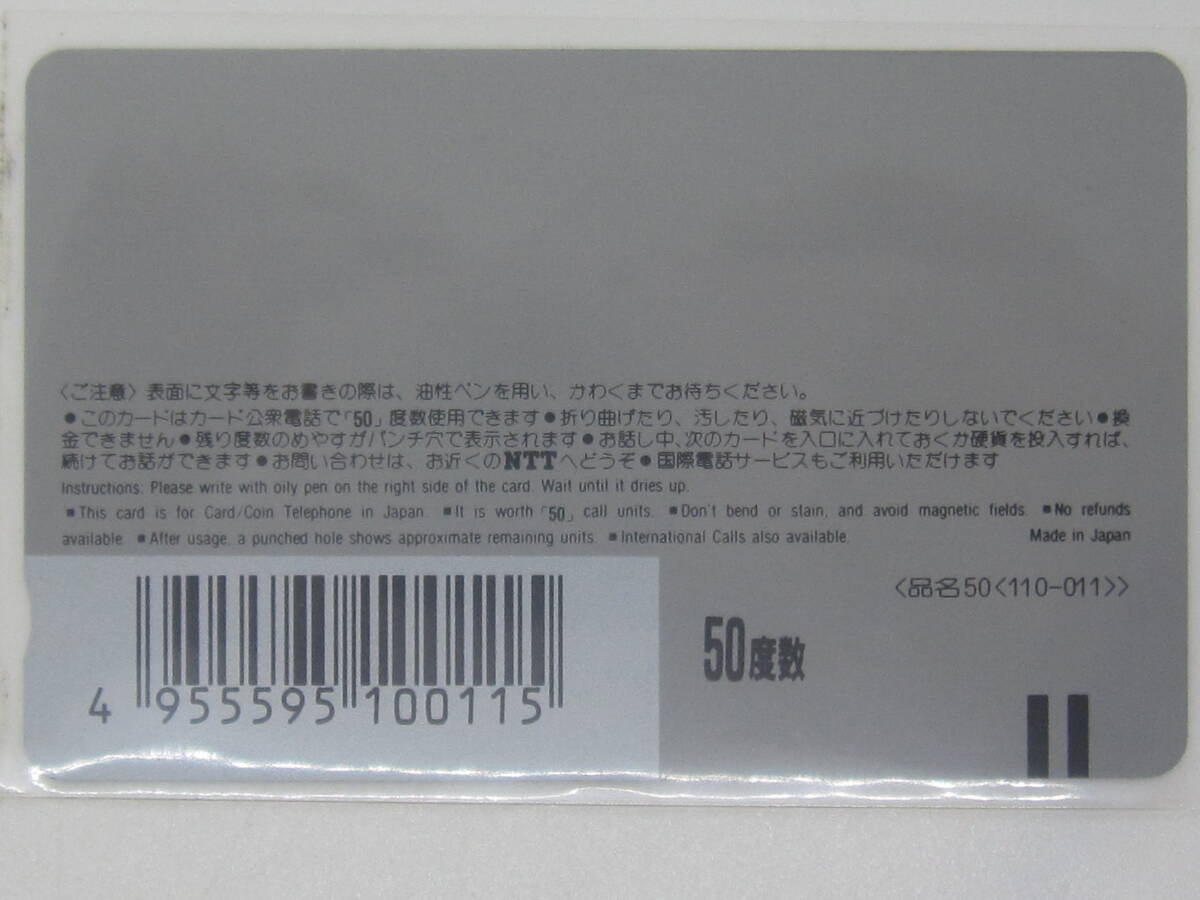 〈ご注意〉表面に文字等をお書きの際は、油性ペンを用い、かわくまでお待ちください。
●このカードはカード公衆電話で「50」度数使用できます●折り曲げたり、汚したり、磁気に近づけたりしないでください●換
金できません●残り度数のめやすがパンチ穴で表示されます●お話し中、次のカードを入口に入れておくか硬貨を投入すれば、
続けてお話ができます●お問い合わせは、お近くのNTTへどうぞ●国際電話サービスもご利用いただけます
Instructions: Please write with oily pen on the right side of the card. Wait until it dries up.
■This card is for Card/Coin Telephone in Japan. ■It is worth「50」call units. ■Don't bend or stain, and avoid magnetic fields. ■No refunds
available. ■After usage, a punched hole shows approximate remaining units. ■International Calls also available. Made in Japan
〈品名50〈110-011〉〉
50度数
4 955595 100115